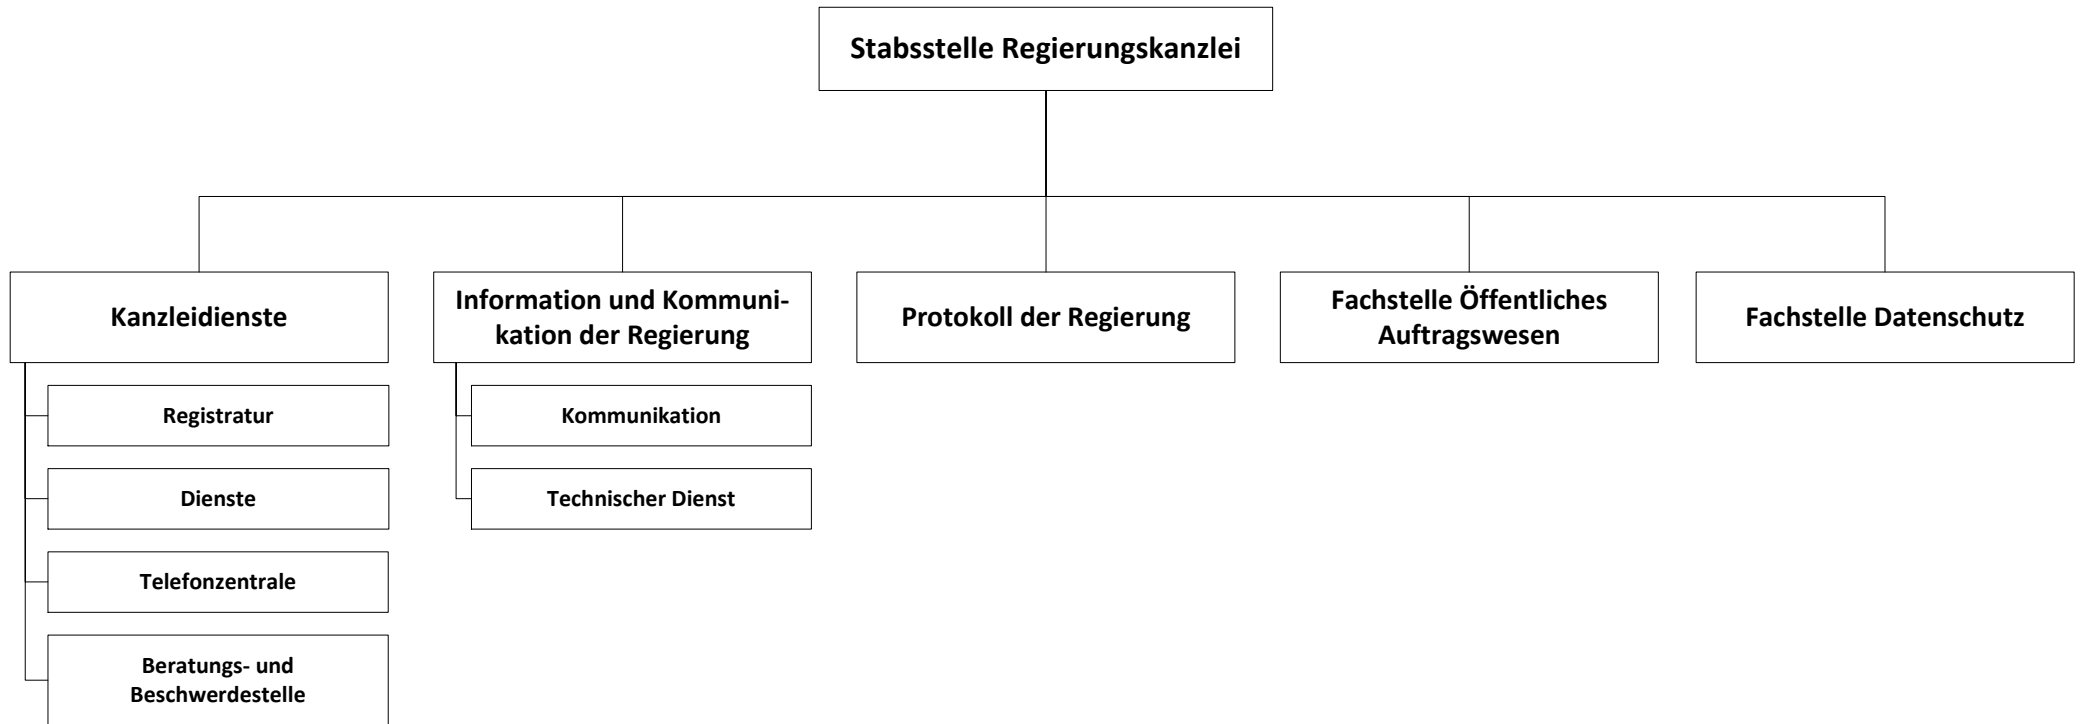 Stabsstelle Regierungskanzlei
Kanzleidienste
Information und Kommuni-
kation der Regierung
Protokoll der Regierung
Fachstelle Öffentliches
Auftragswesen
Fachstelle Datenschutz
Registratur
Dienste
Telefonzentrale
Beratungs- und
Beschwerdestelle
Kommunikation
Technischer Dienst